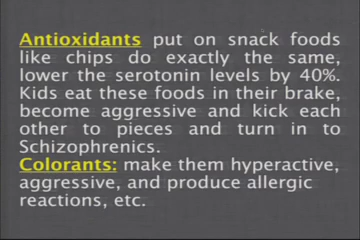 Antioxidants put on snack foods
like chips do exactly the same,
lower the serotonin levels by 40%.
Kids eat these foods in their brake,
become aggressive and kick each
other to pieces and turn in to
Schizophrenics.
Colorants: make them hyperactive,
aggressive, and produce allergic
reactions, etc.